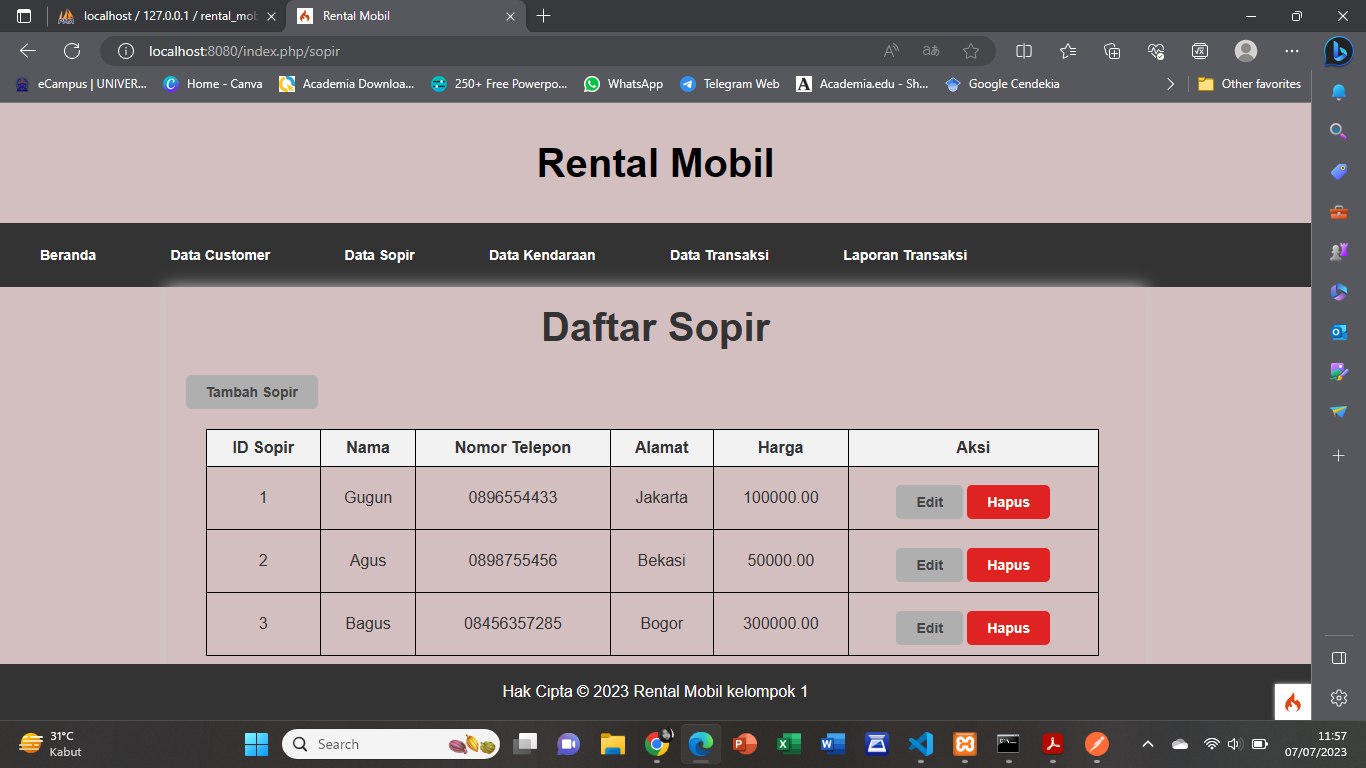 localhost / 127.0.0.1 / rental_mob
Rental Mobil
localhost:8080/index.php/sopir
eCampus | UNIVER...
Home - Canva
Academia Downloa...
250+ Free Powerpo...
WhatsApp
Telegram Web
Academia.edu - Sh...
Google Cendekia
Other favorites
Rental Mobil
Beranda Data Customer Data Sopir Data Kendaraan Data Transaksi Laporan Transaksi
Daftar Sopir
Tambah Sopir
ID Sopir Nama Nomor Telepon Alamat Harga Aksi
1 Gugun 0896554433 Jakarta 100000.00 Edit Hapus
2 Agus 0898755456 Bekasi 50000.00 Edit Hapus
3 Bagus 08456357285 Bogor 300000.00 Edit Hapus
Hak Cipta © 2023 Rental Mobil kelompok 1
31°C
Kabut
Search
11:57
07/07/2023